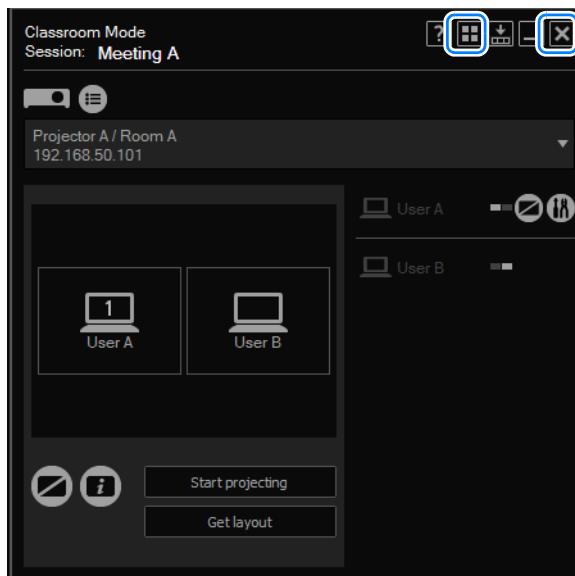 Classroom Mode
Session: Meeting A
?
Projector A / Room A
192.168.50.101
User A
User B
1
User A
User B
i
Start projecting
Get layout